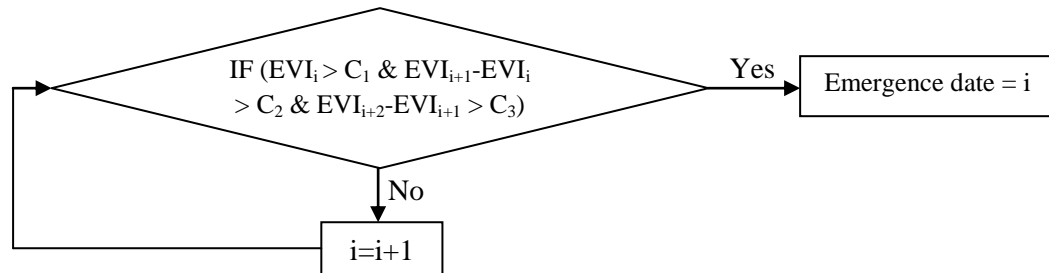 IF (EVIᵢ > C₁ & EVIᵢ₊₁-EVIᵢ
> C₂ & EVIᵢ₊₂-EVIᵢ₊₁ > C₃)
Yes
Emergence date = i
No
i=i+1